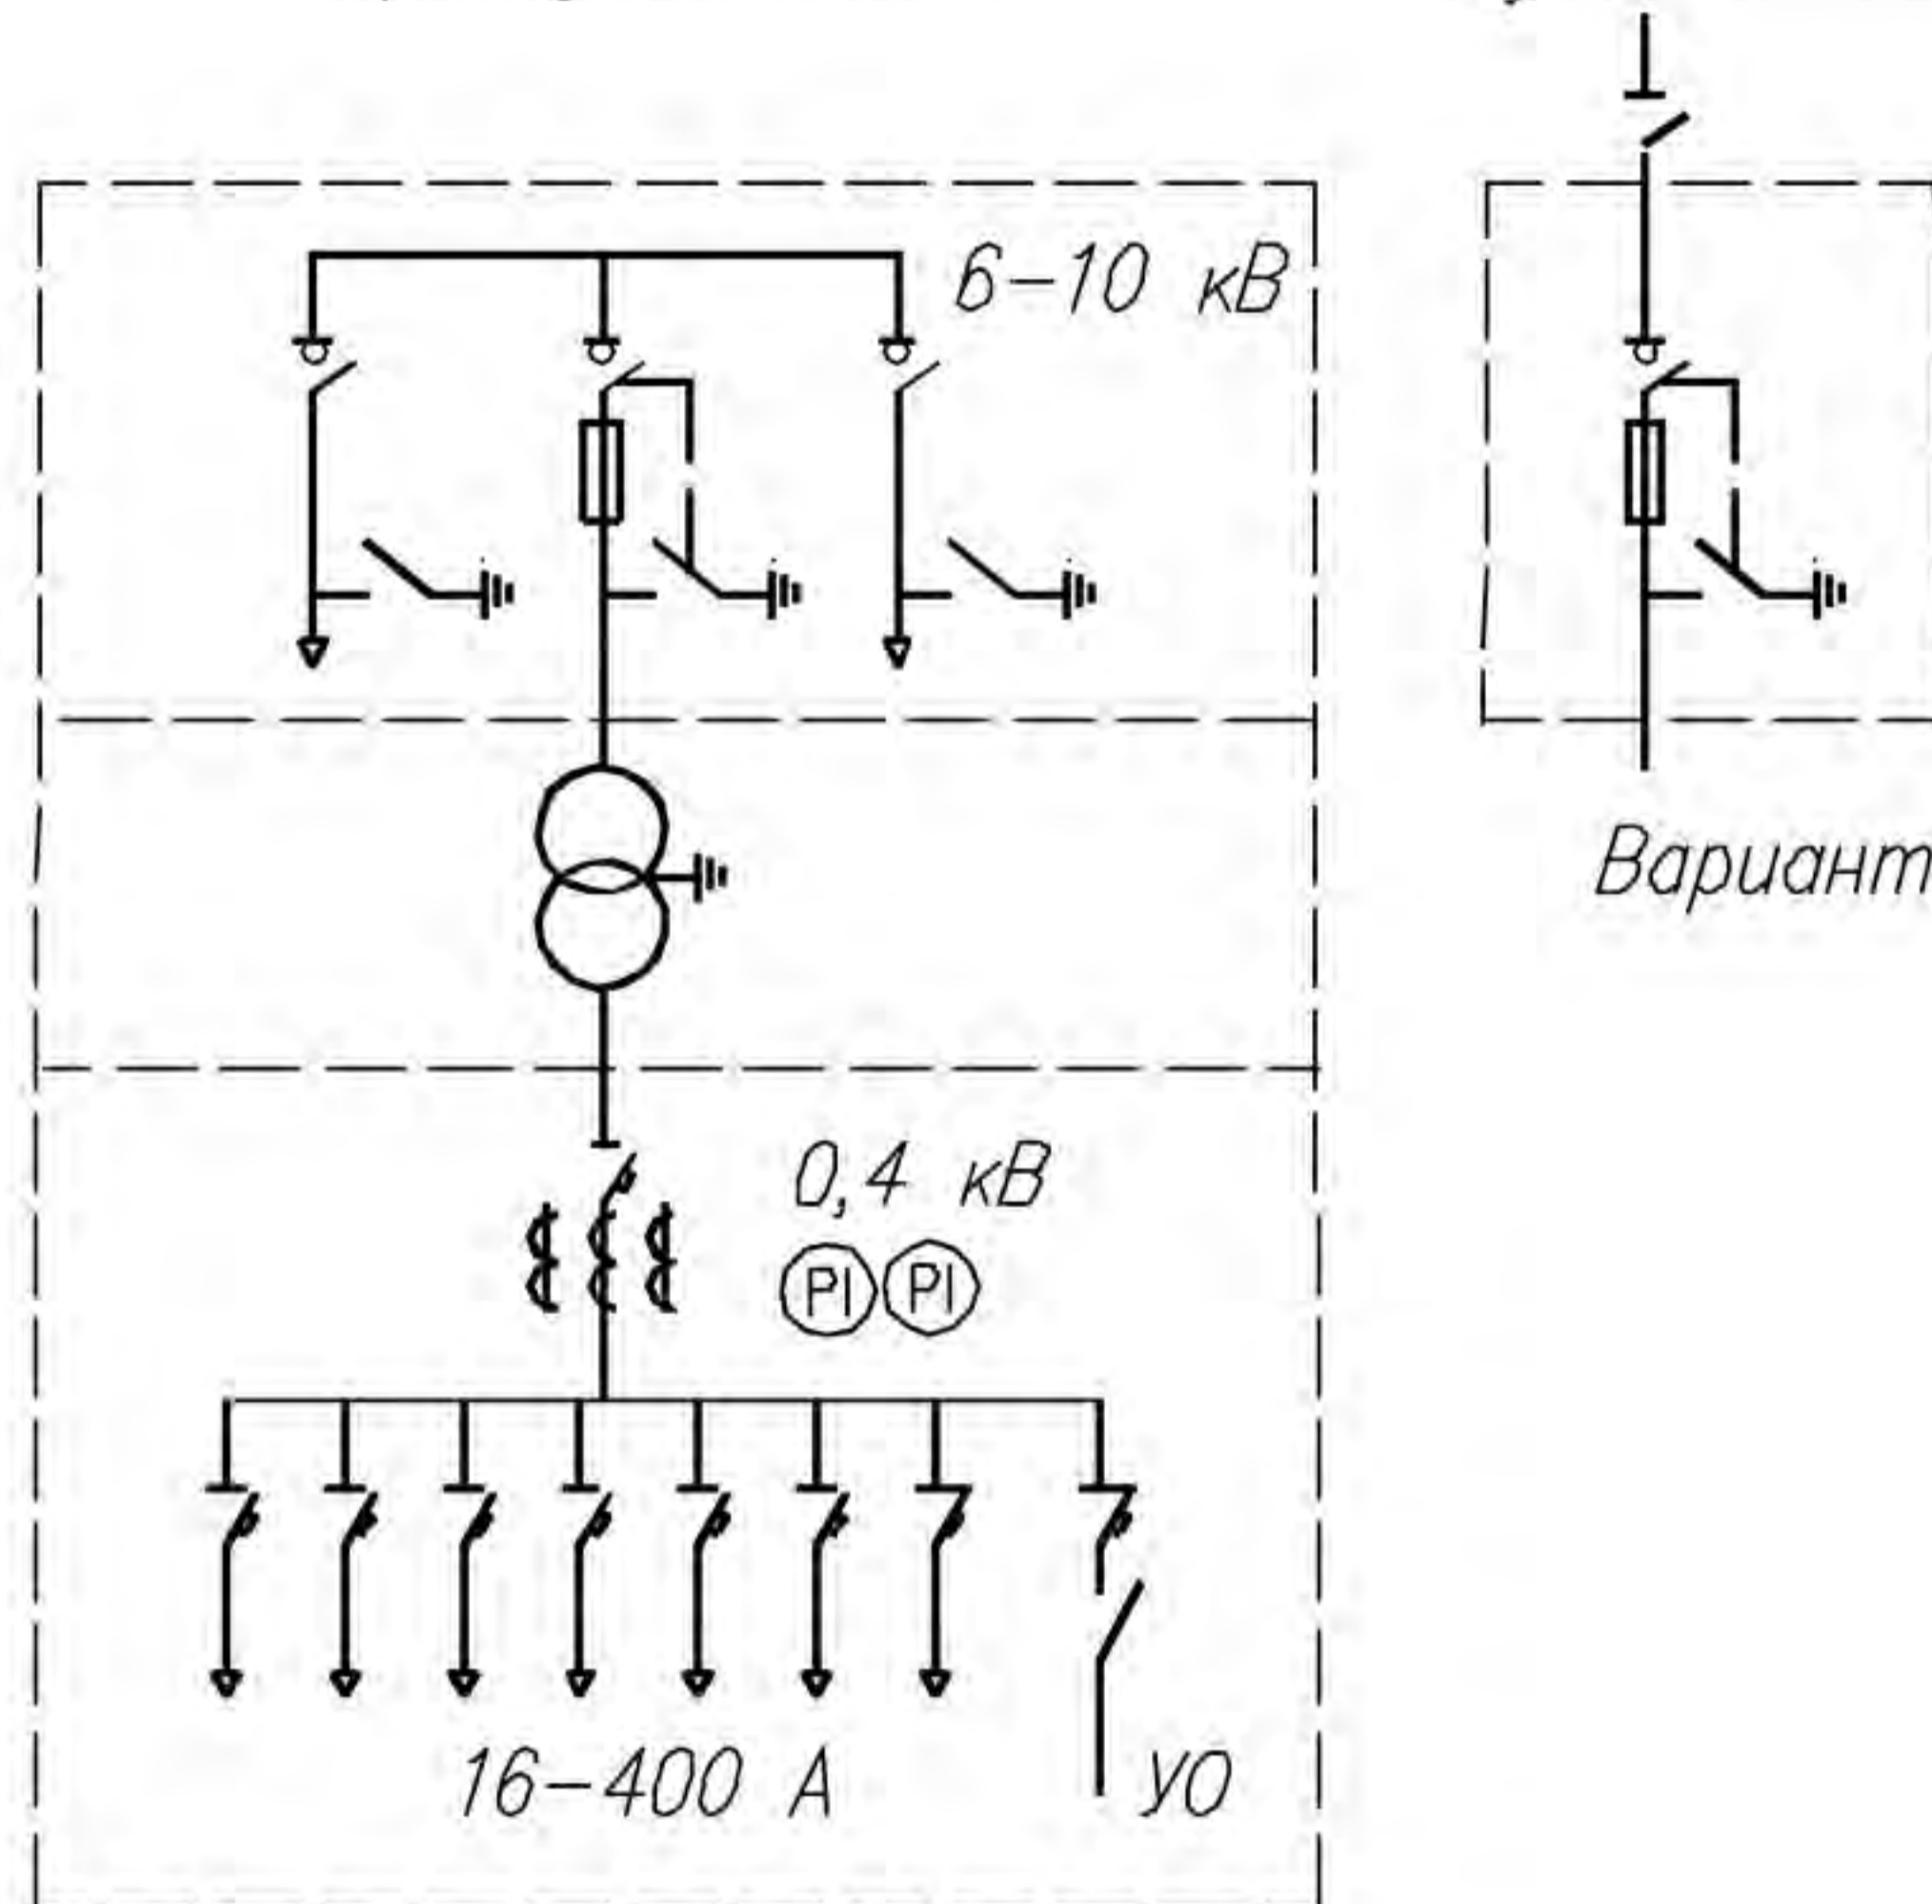 6-10 кВ
Вариант
0,4 кВ
PI PI
16-400 А
УО